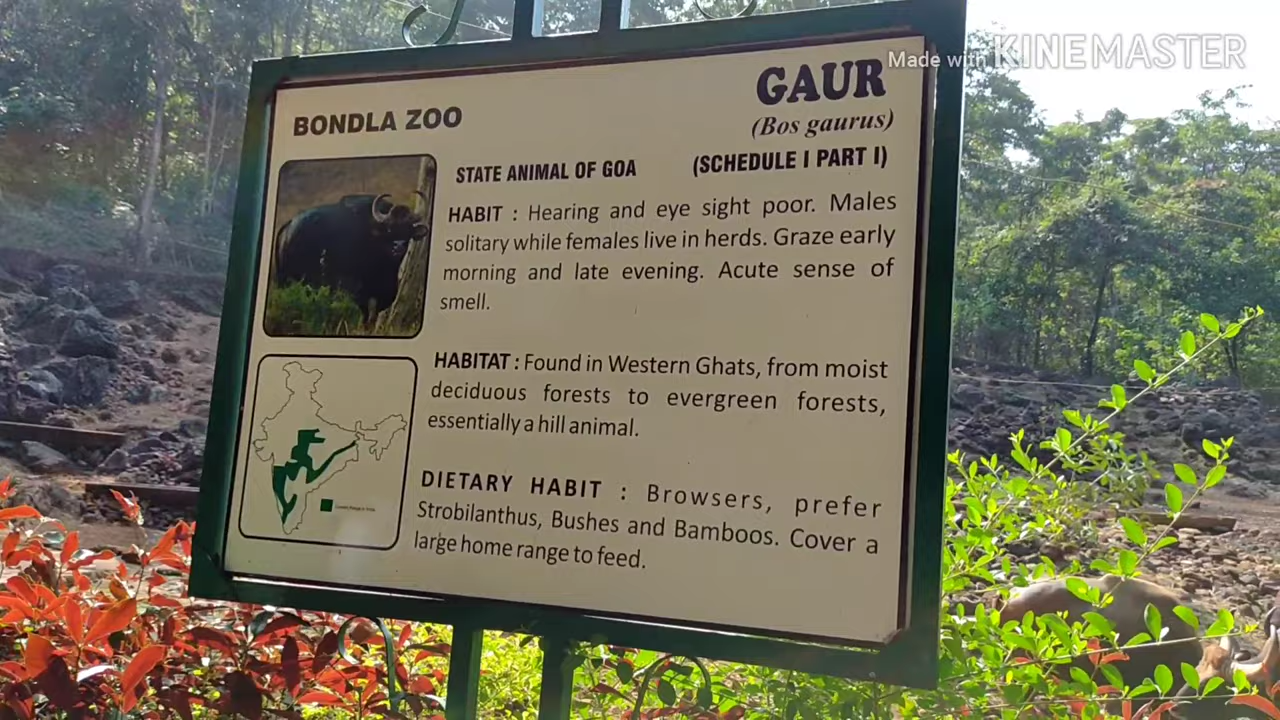 Made with KINEMASTER
BONDLA ZOO
GAUR
(Bos gaurus)
STATE ANIMAL OF GOA (SCHEDULE I PART I)
HABIT : Hearing and eye sight poor. Males
solitary while females live in herds. Graze early
morning and late evening. Acute sense of
smell.
HABITAT : Found in Western Ghats, from moist
deciduous forests to evergreen forests,
essentially a hill animal.
DIETARY HABIT : Browsers, prefer
Strobilanthus, Bushes and Bamboos. Cover a
large home range to feed.